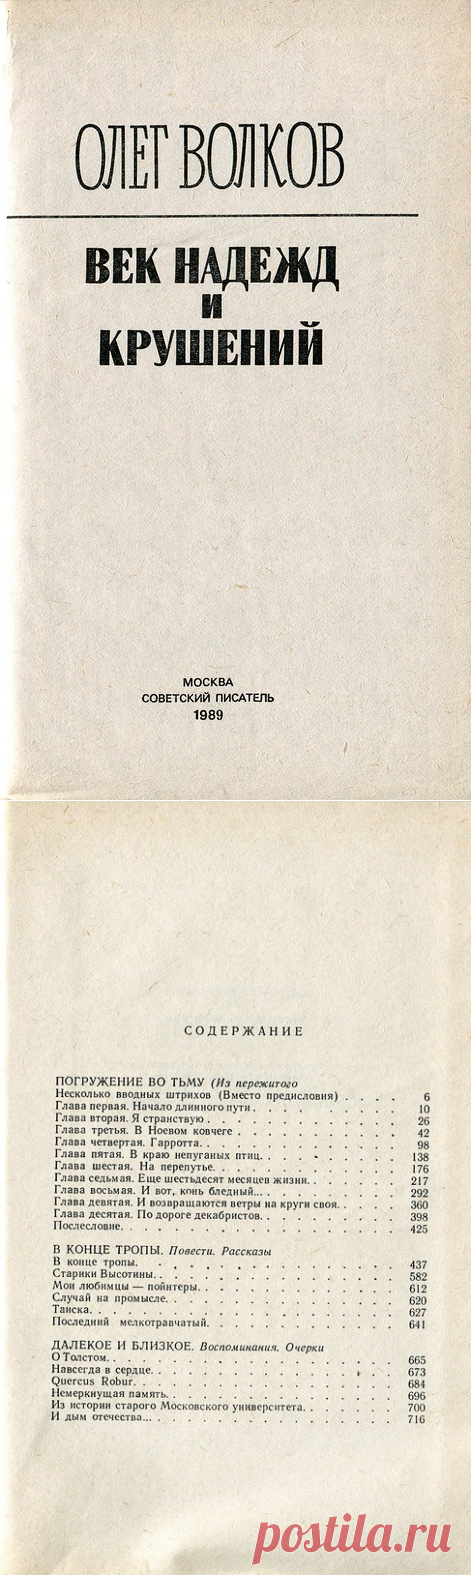 ОЛЕГ ВОЛКОВ
ВЕК НАДЕЖД
И
КРУШЕНИЙ
МОСКВА
СОВЕТСКИЙ ПИСАТЕЛЬ
1989
СОДЕРЖАНИЕ
ПОГРУЖЕНИЕ ВО ТЬМУ (Из пережитого
Несколько вводных штрихов (Вместо предисловия) . . . . 6
Глава первая. Начало длинного пути . . . . . . . . 10
Глава вторая. Я странствую . . . . . . . . . . 26
Глава третья. В Ноевом ковчеге . . . . . . . . . 42
Глава четвертая. Гарротта. . . . . . . . . . . 98
Глава пятая. В краю непуганых птиц. . . . . . . . 138
Глава шестая. На перепутье. . . . . . . . . . 176
Глава седьмая. Еще шестьдесят месяцев жизни. . . . . . 217
Глава восьмая. И вот, конь бледный... . . . . . . . 292
Глава девятая. И возвращаются ветры на круги своя. . . . . 360
Глава десятая. По дороге декабристов. . . . . . . . 398
Послесловие. . . . . . . . . . . . . . 425
В КОНЦЕ ТРОПЫ. Повести. Рассказы
В конце тропы. . . . . . . . . . . . . 437
Старики Высотины. . . . . . . . . . . . 582
Мои любимцы — пойнтеры. . . . . . . . . . 612
Случай на промысле. . . . . . . . . . . . 620
Таиска. . . . . . . . . . . . . . . 627
Последний мелкотравчатый. . . . . . . . . . 641
ДАЛЕКОЕ И БЛИЗКОЕ. Воспоминания. Очерки
О Толстом. . . . . . . . . . . . . . 665
Навсегда в сердце. . . . . . . . . . . . 673
Quercus Robur. . . . . . . . . . . . . 684
Немеркнущая память. . . . . . . . . . . 696
Из истории старого Московского университета. . . . . . 700
И дым отечества... . . . . . . . . . . . 716
postila.ru